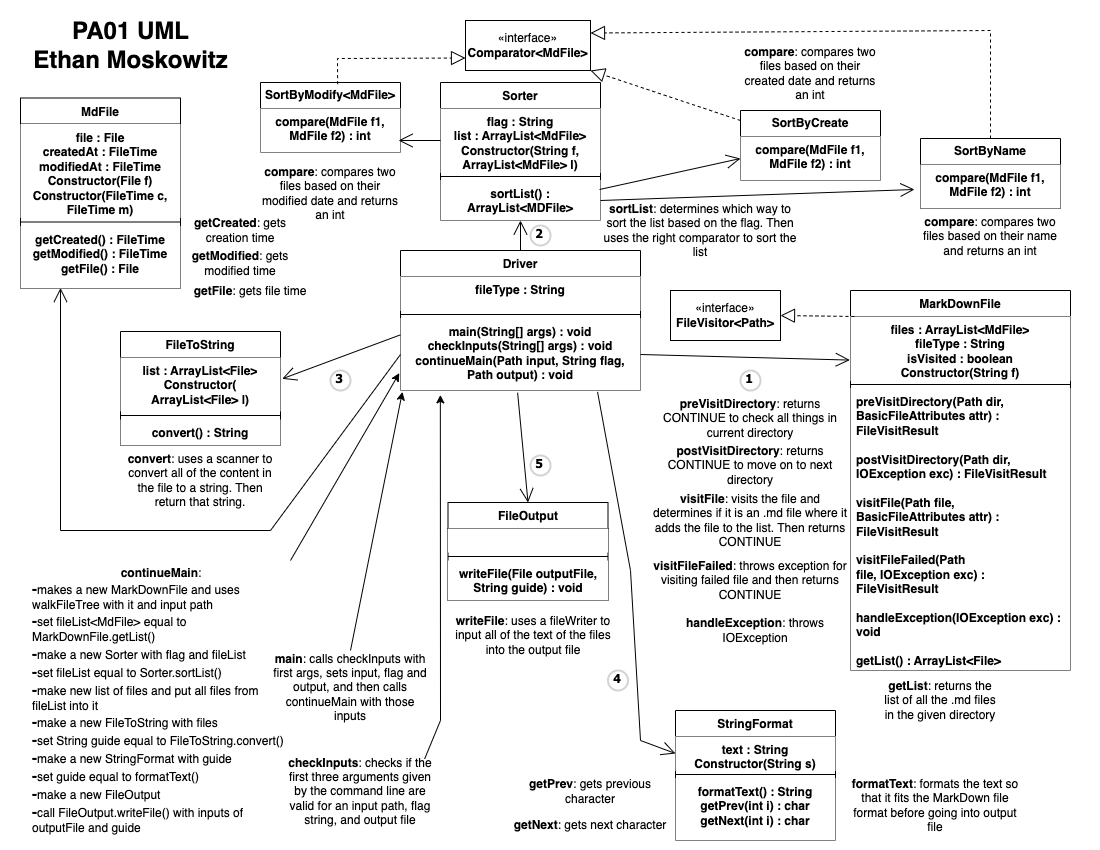 PA01 UML
Ethan Moskowitz
«interface»
Comparator<MdFile>
compare: compares two
files based on their
created date and returns
an int
MdFile
file : File
createdAt : FileTime
modifiedAt : FileTime
Constructor(File f)
Constructor(FileTime c,
FileTime m)
getCreated() : FileTime
getModified() : FileTime
getFile() : File
getCreated: gets
creation time
getModified: gets
modified time
getFile: gets file time
SortByModify<MdFile>
compare(MdFile f1,
MdFile f2) : int
compare: compares two
files based on their
modified date and returns
an int
Sorter
flag : String
list : ArrayList<MdFile>
Constructor(String f,
ArrayList<MdFile> l)
sortList() :
ArrayList<MDFile>
sortList: determines which way to
sort the list based on the flag. Then
uses the right comparator to sort the
list
SortByCreate
compare(MdFile f1,
MdFile f2) : int
SortByName
compare(MdFile f1,
MdFile f2) : int
compare: compares two
files based on their name
and returns an int
2
Driver
fileType : String
main(String[] args) : void
checkInputs(String[] args) : void
continueMain(Path input, String flag,
Path output) : void
«interface»
FileVisitor<Path>
MarkDownFile
files : ArrayList<MdFile>
fileType : String
isVisited : boolean
Constructor(String f)
preVisitDirectory(Path dir,
BasicFileAttributes attr) :
FileVisitResult
postVisitDirectory(Path dir,
IOException exc) : FileVisitResult
visitFile(Path file,
BasicFileAttributes attr) :
FileVisitResult
visitFileFailed(Path
file, IOException exc) :
FileVisitResult
handleException(IOException exc) :
void
getList() : ArrayList<File>
getList: returns the
list of all the .md files
in the given directory
1
preVisitDirectory: returns
CONTINUE to check all things in
current directory
postVisitDirectory: returns
CONTINUE to move on to next
directory
visitFile: visits the file and
determines if it is an .md file where it
adds the file to the list. Then returns
CONTINUE
visitFileFailed: throws exception for
visiting failed file and then returns
CONTINUE
handleException: throws
IOException
FileToString
list : ArrayList<File>
Constructor(
ArrayList<File> l)
convert() : String
convert: uses a scanner to
convert all of the content in
the file to a string. Then
return that string.
3
5
FileOutput
writeFile(File outputFile,
String guide) : void
writeFile: uses a fileWriter to
input all of the text of the files
into the output file
continueMain:
-makes a new MarkDownFile and uses
walkFileTree with it and input path
-set fileList<MdFile> equal to
MarkDownFile.getList()
-make a new Sorter with flag and fileList
-set fileList equal to Sorter.sortList()
-make new list of files and put all files from
fileList into it
-make a new FileToString with files
-set String guide equal to FileToString.convert()
-make a new StringFormat with guide
-set guide equal to formatText()
-make a new FileOutput
-call FileOutput.writeFile() with inputs of
outputFile and guide
main: calls checkInputs with
first args, sets input, flag and
output, and then calls
continueMain with those
inputs
checkInputs: checks if the
first three arguments given
by the command line are
valid for an input path, flag
string, and output file
4
StringFormat
text : String
Constructor(String s)
formatText() : String
getPrev(int i) : char
getNext(int i) : char
getPrev: gets previous
character
getNext: gets next character
formatText: formats the text so
that it fits the MarkDown file
format before going into output
file